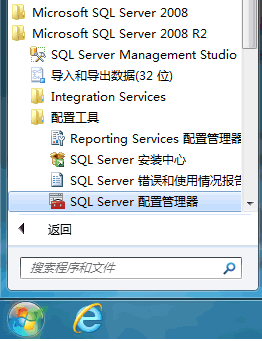 Microsoft SQL Server 2008
Microsoft SQL Server 2008 R2
SQL Server Management Studio
导入和导出数据(32 位)
Integration Services
配置工具
Reporting Services 配置管理器
SQL Server 安装中心
SQL Server 错误和使用情况报告
SQL Server 配置管理器
返回
搜索程序和文件